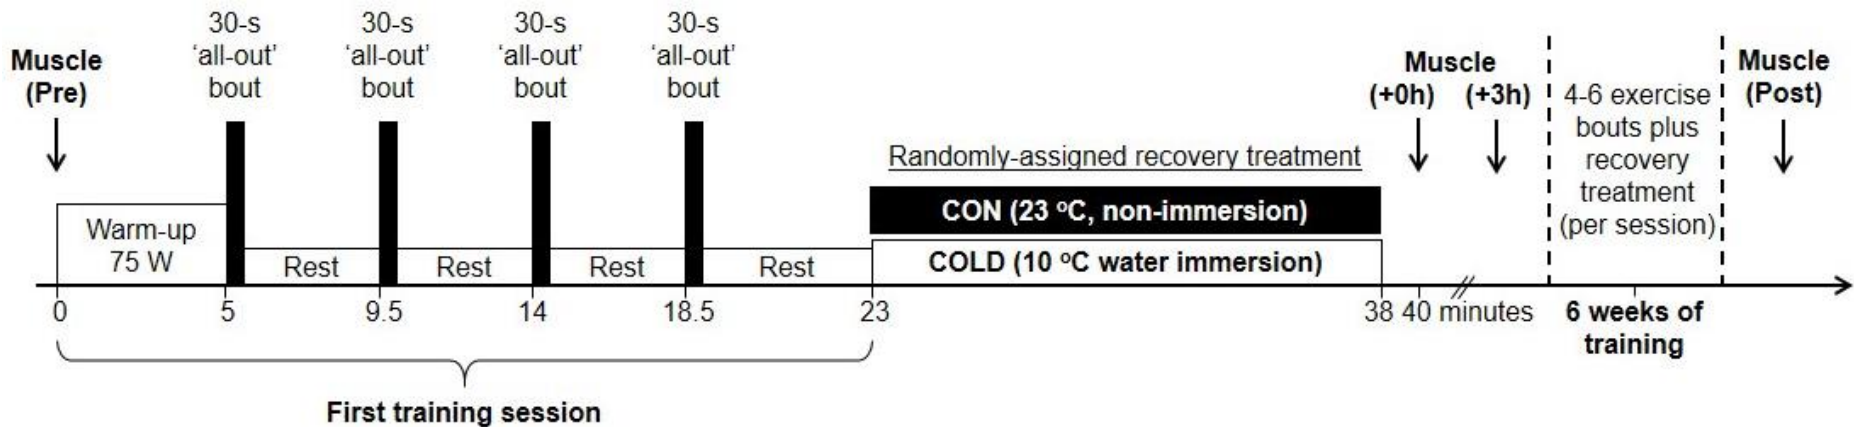 Muscle
(Pre)
30-s
‘all-out’
bout
30-s
‘all-out’
bout
30-s
‘all-out’
bout
30-s
‘all-out’
bout
Muscle
(+0h) (+3h)
4-6 exercise
bouts plus
recovery
treatment
(per session)
Muscle
(Post)
Randomly-assigned recovery treatment
CON (23 ºC, non-immersion)
COLD (10 ºC water immersion)
Warm-up
75 W
Rest
Rest
Rest
Rest
0 5 9.5 14 18.5 23 38 40 minutes
6 weeks of
training
First training session